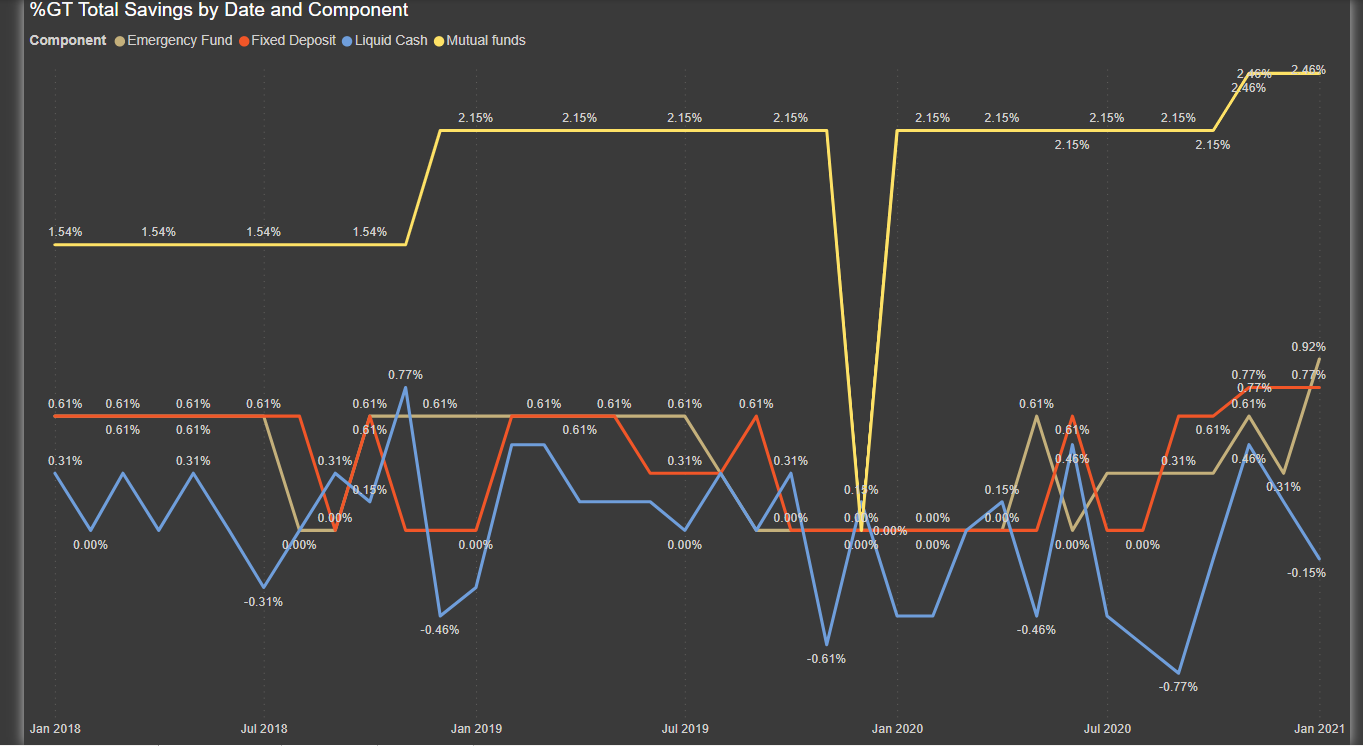 %GT Total Savings by Date and Component
Component Emergency Fund Fixed Deposit Liquid Cash Mutual funds
2.46% 2.46%
2.46%
2.15% 2.15% 2.15% 2.15% 2.15% 2.15% 2.15% 2.15%
2.15% 2.15%
1.54% 1.54% 1.54% 1.54%
0.92%
0.77% 0.77% 0.77%
0.77%
0.61% 0.61% 0.61% 0.61% 0.61% 0.61% 0.61% 0.61% 0.61% 0.61% 0.61% 0.61%
0.61% 0.61% 0.61% 0.61% 0.61% 0.61%
0.31% 0.31% 0.31% 0.31% 0.31% 0.46% 0.31% 0.46%
0.15% 0.15% 0.15% 0.31%
0.00% 0.00% 0.00% 0.00% 0.00%
0.00%
0.00% 0.00% 0.00% 0.00% 0.00% 0.00% 0.00% 0.00%
-0.15%
-0.31%
-0.46% -0.46%
-0.61%
-0.77%
Jan 2018 Jul 2018 Jan 2019 Jul 2019 Jan 2020 Jul 2020 Jan 2021